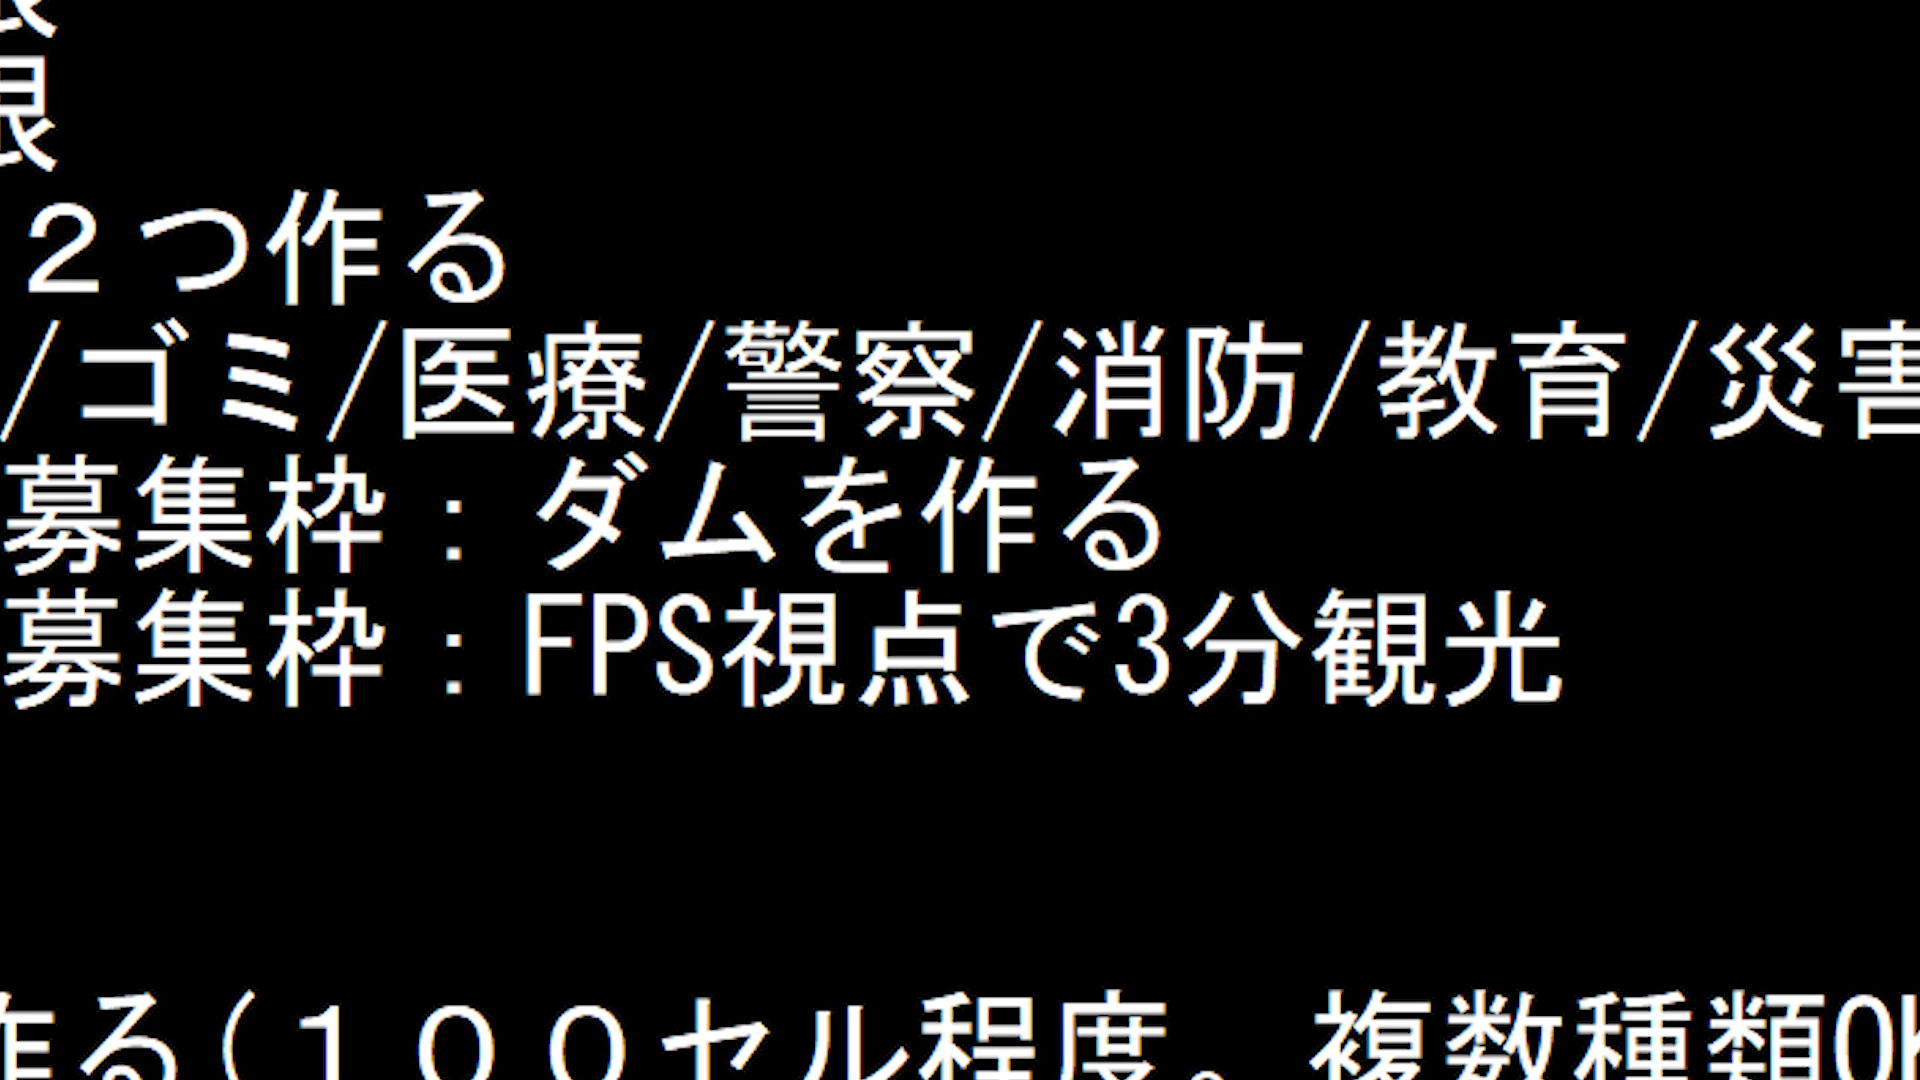 ２つ作る
/ゴミ/医療/警察/消防/教育/災害
募集枠：ダムを作る
募集枠：FPS視点で3分観光
作る(１００セル程度。複数種類OK